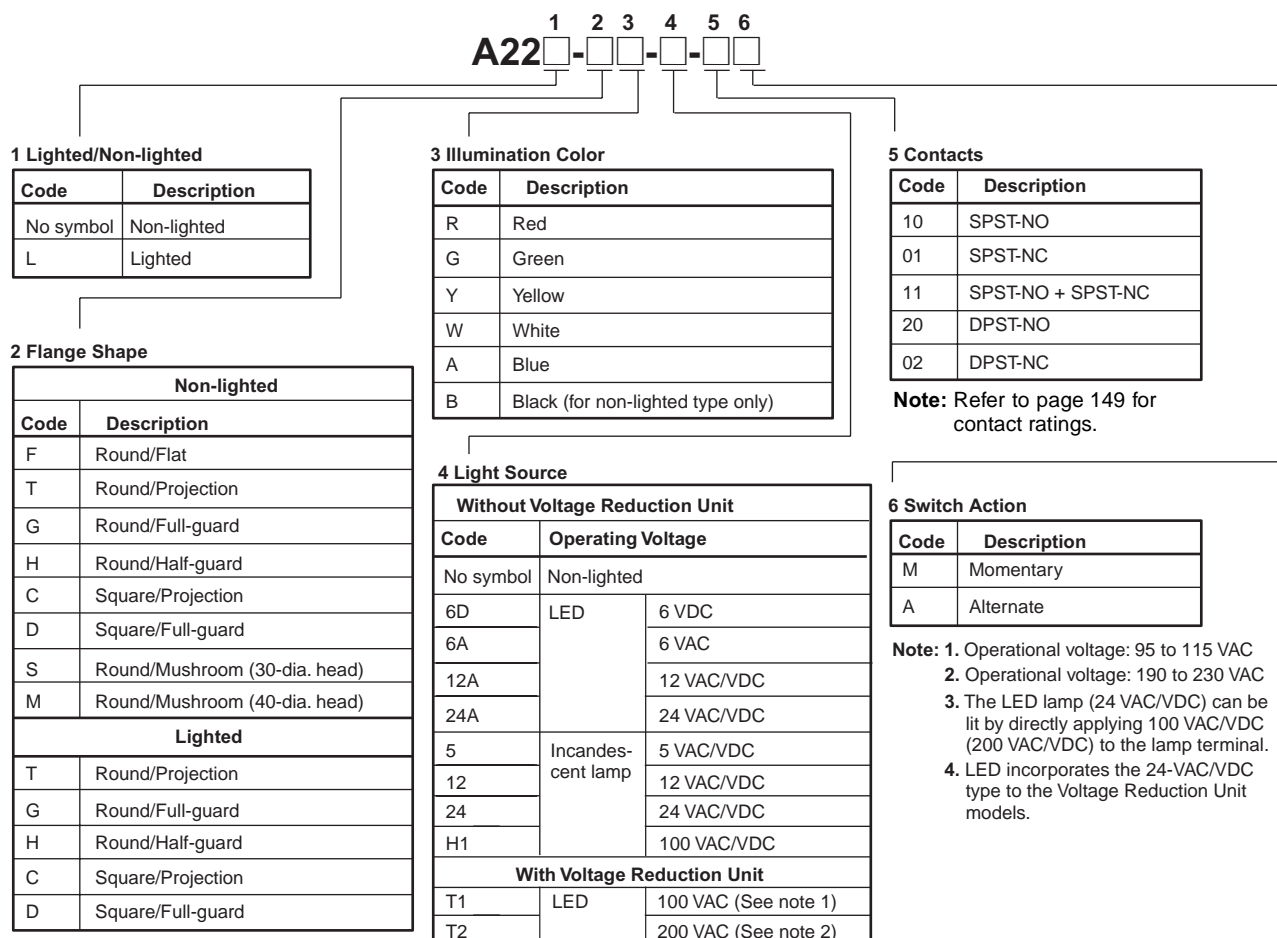 1 2 3 4 5 6
A22□-□□-□-□□
1 Lighted/Non-lighted
Code Description
No symbol Non-lighted
L Lighted
2 Flange Shape
Non-lighted
Code Description
F Round/Flat
T Round/Projection
G Round/Full-guard
H Round/Half-guard
C Square/Projection
D Square/Full-guard
S Round/Mushroom (30-dia. head)
M Round/Mushroom (40-dia. head)
Lighted
T Round/Projection
G Round/Full-guard
H Round/Half-guard
C Square/Projection
D Square/Full-guard
3 Illumination Color
Code Description
R Red
G Green
Y Yellow
W White
A Blue
B Black (for non-lighted type only)
4 Light Source
Without Voltage Reduction Unit
Code Operating Voltage
No symbol Non-lighted
6D LED 6 VDC
6A 6 VAC
12A 12 VAC/VDC
24A 24 VAC/VDC
5 Incandes- 5 VAC/VDC
cent lamp
12 12 VAC/VDC
24 24 VAC/VDC
H1 100 VAC/VDC
With Voltage Reduction Unit
T1 LED 100 VAC (See note 1)
T2 200 VAC (See note 2)
5 Contacts
Code Description
10 SPST-NO
01 SPST-NC
11 SPST-NO + SPST-NC
20 DPST-NO
02 DPST-NC
Note: Refer to page 149 for
contact ratings.
6 Switch Action
Code Description
M Momentary
A Alternate
Note: 1. Operational voltage: 95 to 115 VAC
2. Operational voltage: 190 to 230 VAC
3. The LED lamp (24 VAC/VDC) can be
lit by directly applying 100 VAC/VDC
(200 VAC/VDC) to the lamp terminal.
4. LED incorporates the 24-VAC/VDC
type to the Voltage Reduction Unit
models.